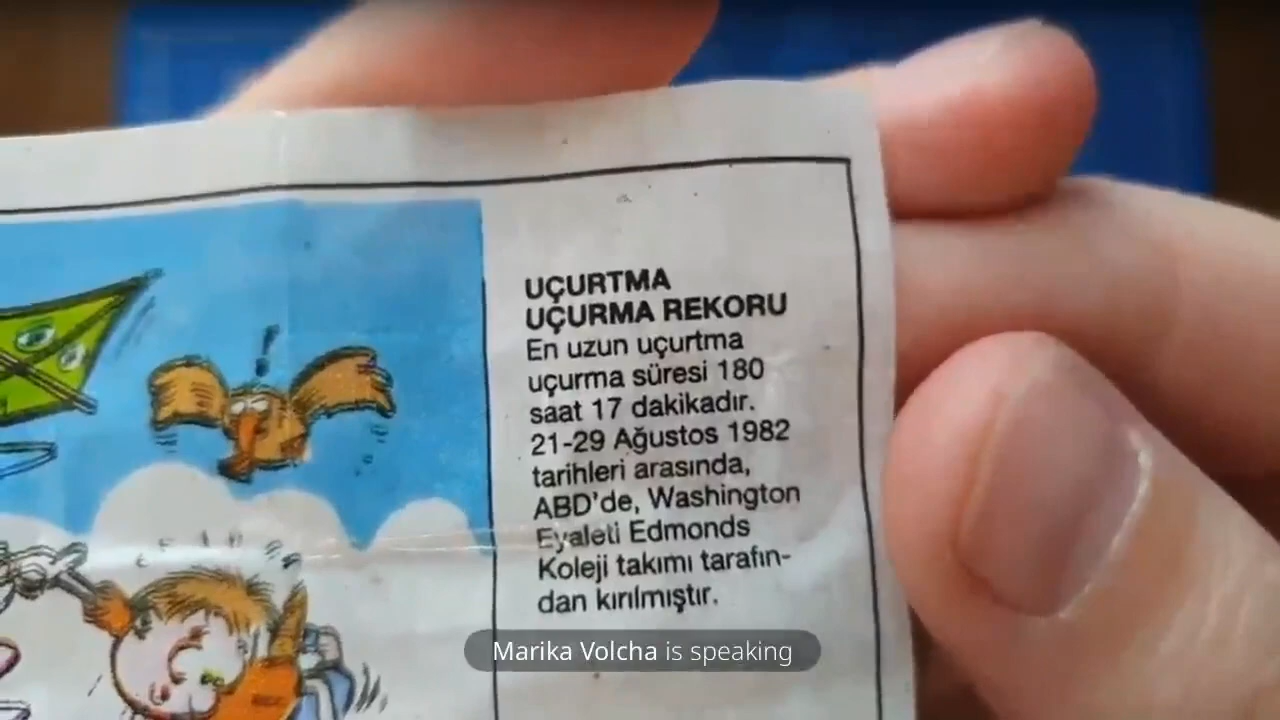 UÇURTMA
UÇURMA REKORU
En uzun uçurtma
uçurma süresi 180
saat 17 dakikadır.
21-29 Ağustos 1982
tarihleri arasında,
ABD'de, Washington
Eyaleti Edmonds
Koleji takımı tarafın-
dan kırılmıştır.
Marika Volcha is speaking